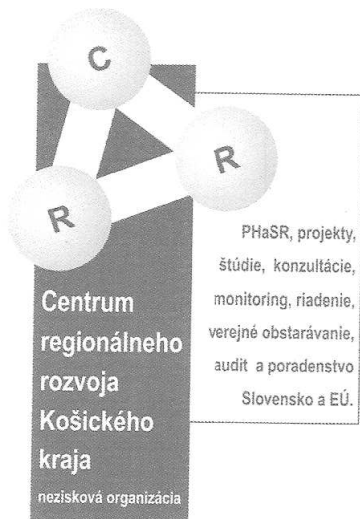 C
R
R
Centrum
regionálneho
rozvoja
Košického
kraja
nezisková organizácia
PHaSR, projekty,
štúdie, konzultácie,
monitoring, riadenie,
verejné obstarávanie,
audit a poradenstvo
Slovensko a EÚ.